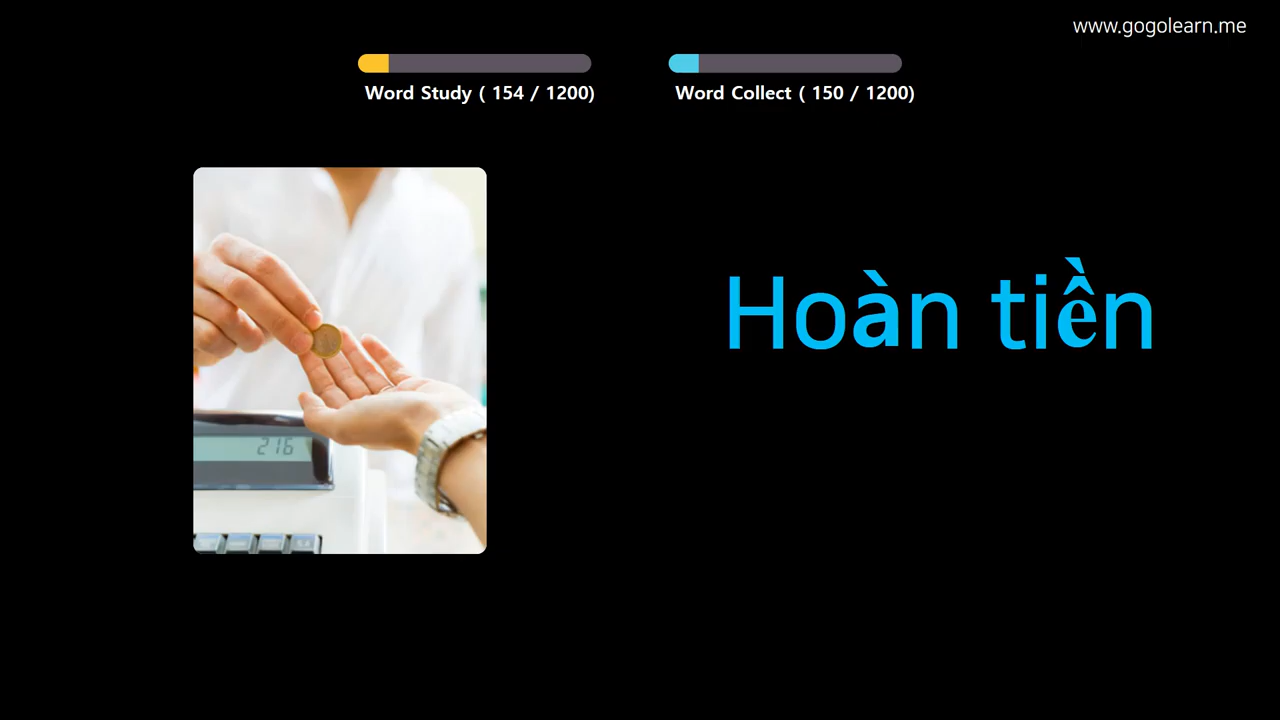 www.gogolearn.me
Word Study ( 154 / 1200)
Word Collect ( 150 / 1200)
Hoàn tiền
216